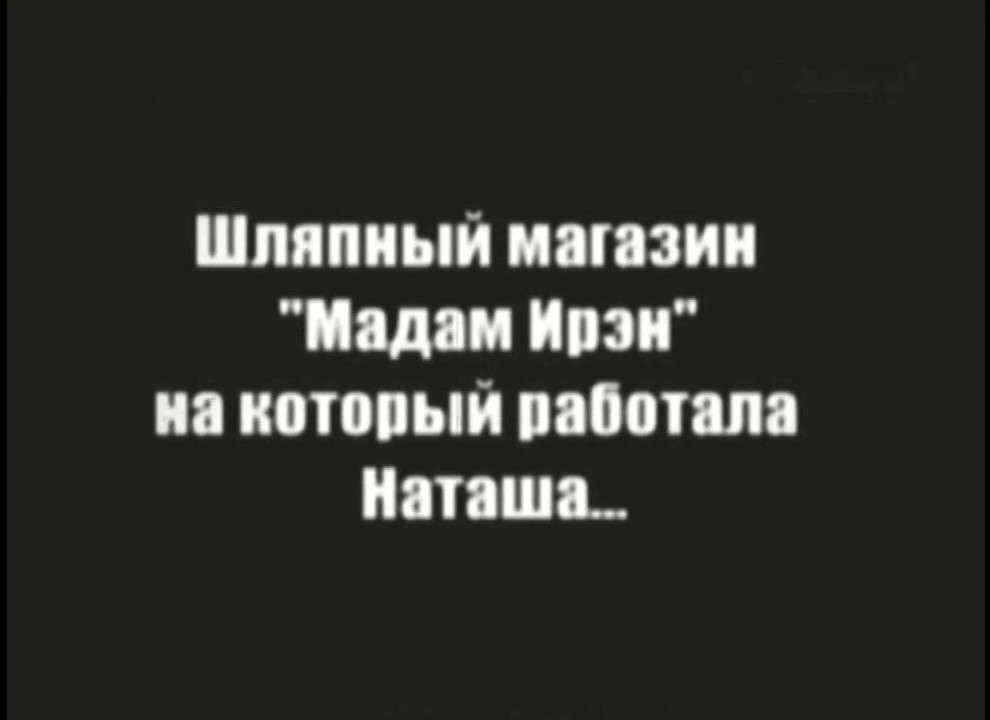 Шляпный магазин
"Мадам Ирэн"
на который работала
Наташа...